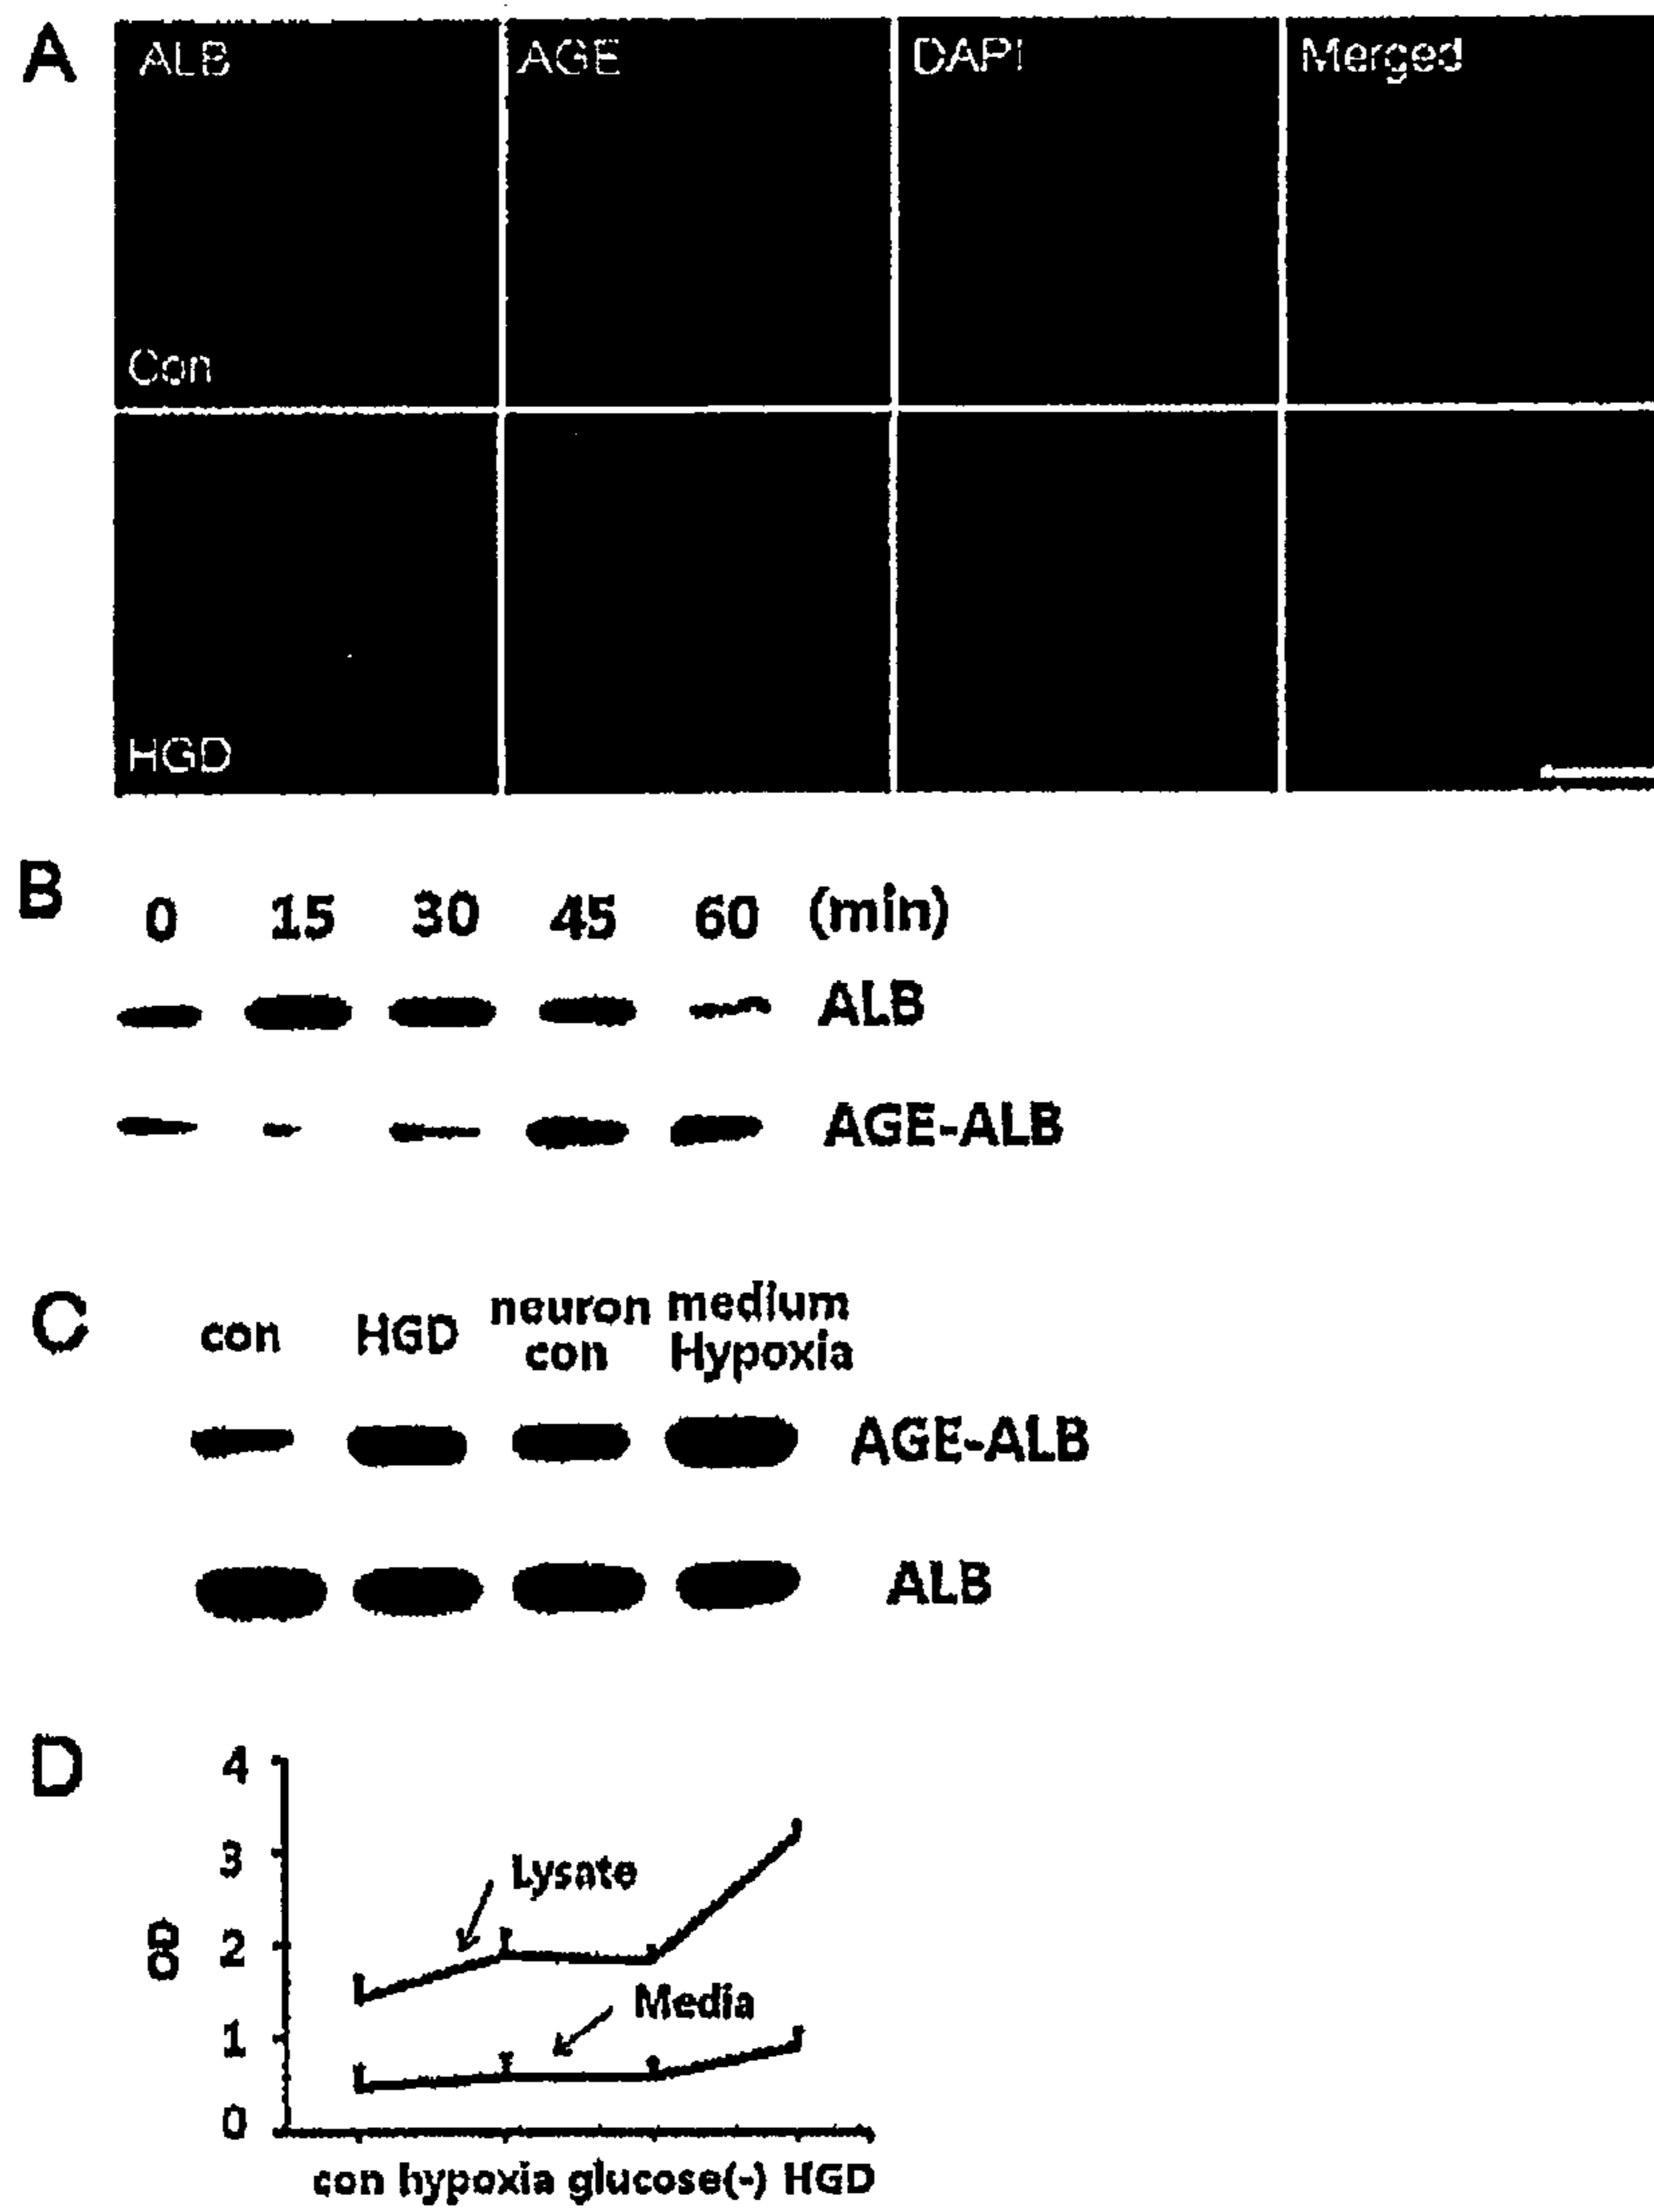 A
ALB AGE DAPI Merged
Con
HGD
B
0 15 30 45 60 (min)
ALB
AGE-ALB
C
con HGD neuron medium
con Hypoxia
AGE-ALB
ALB
D
4
3
2
1
0
Lysate
Media
con hypoxia glucose(-) HGD